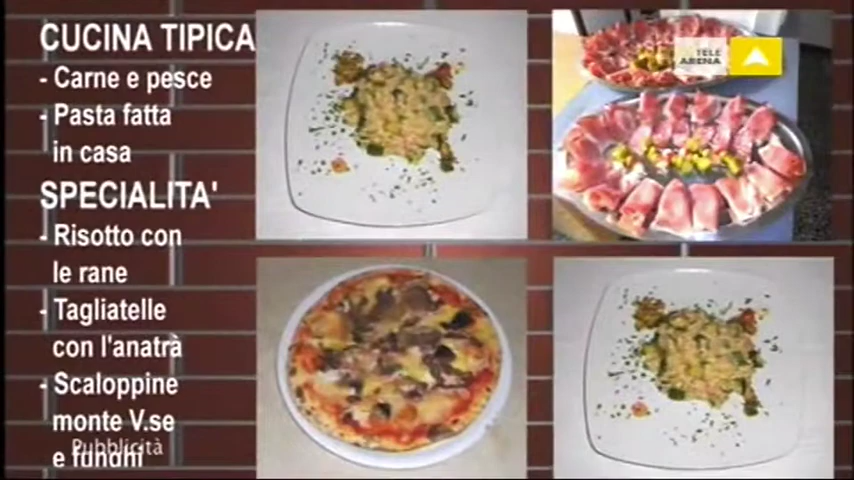 CUCINA TIPICA
- Carne e pesce
- Pasta fatta
in casa
SPECIALITA'
- Risotto con
le rane
- Tagliatelle
con l'anatrà
- Scaloppine
monte V.se
e funghi
Pubblicità
TELE
ARENA